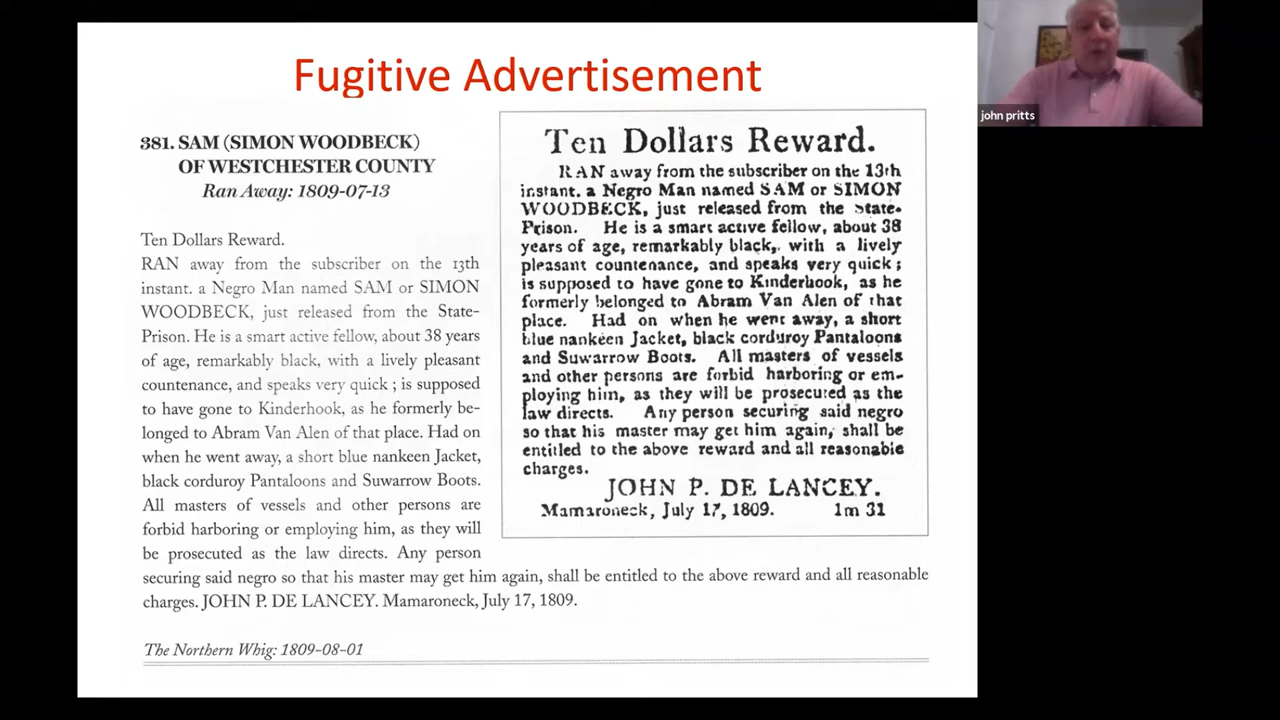 Fugitive Advertisement
381. SAM (SIMON WOODBECK)
OF WESTCHESTER COUNTY
Ran Away: 1809-07-13
Ten Dollars Reward.
RAN away from the subscriber on the 13th
instant. a Negro Man named SAM or SIMON
WOODBECK, just released from the State-
Prison. He is a smart active fellow, about 38 years
of age, remarkably black, with a lively pleasant
countenance, and speaks very quick ; is supposed
to have gone to Kinderhook, as he formerly be-
longed to Abram Van Alen of that place. Had on
when he went away, a short blue nankeen Jacket,
black corduroy Pantaloons and Suwarrow Boots.
All masters of vessels and other persons are
forbid harboring or employing him, as they will
be prosecuted as the law directs. Any person
securing said negro so that his master may get him again, shall be entitled to the above reward and all reasonable
charges. JOHN P. DE LANCEY. Mamaroneck, July 17, 1809.
The Northern Whig: 1809-08-01
Ten Dollars Reward.
RAN away from the subscriber on the 13th
instant. a Negro Man named SAM or SIMON
WOODBECK, just released from the State-
Prison. He is a smart active fellow, about 38
years of age, remarkably black, with a lively
pleasant countenance, and speaks very quick ;
is supposed to have gone to Kinderhook, as he
formerly belonged to Abram Van Alen of that
place. Had on when he went away, a short
blue nankeen Jacket, black corduroy Pantaloons
and Suwarrow Boots. All masters of vessels
and other persons are forbid harboring or em-
ploying him, as they will be prosecuted as the
law directs. Any person securing said negro
so that his master may get him again, shall be
entitled to the above reward and all reasonable
charges.
JOHN P. DE LANCEY.
Mamaroneck, July 17, 1809. 1m 31
john pritts